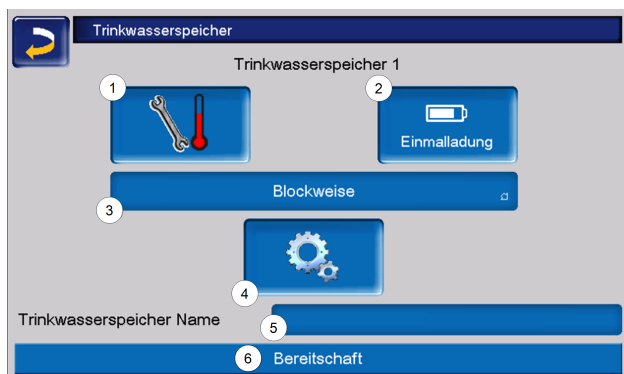 Trinkwasserspeicher
Trinkwasserspeicher 1
1
2
Einmalladung
Blockweise
3
4
Trinkwasserspeicher Name
5
6 Bereitschaft